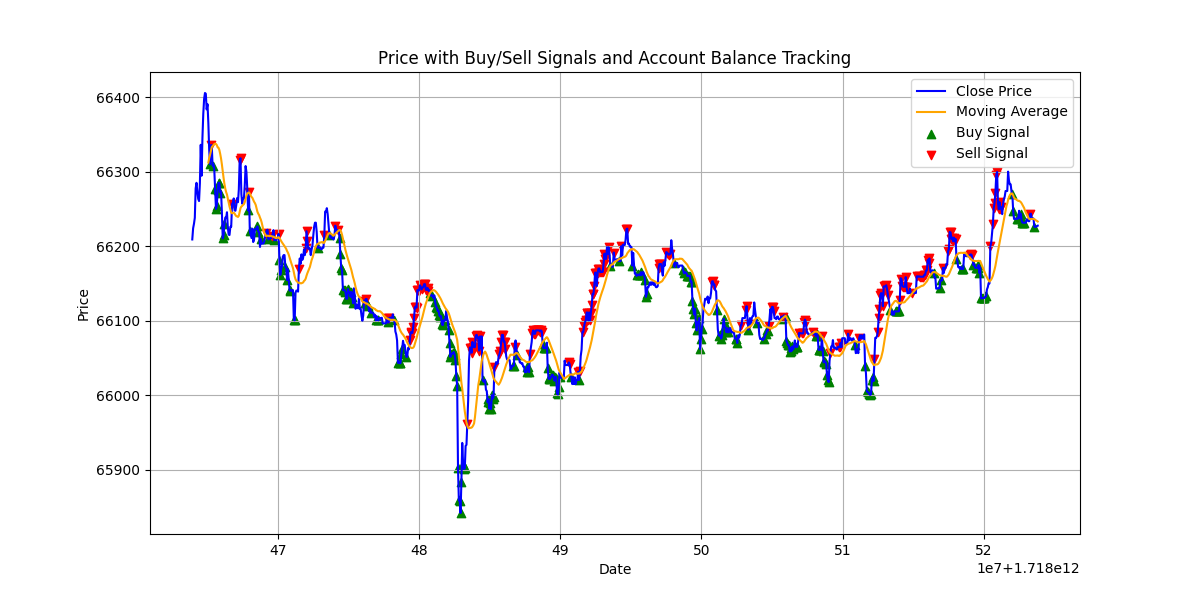 Price with Buy/Sell Signals and Account Balance Tracking
Close Price
Moving Average
Buy Signal
Sell Signal
66400
66300
66200
66100
66000
65900
Price
47 48 49 50 51 52
Date
1e7+1.718e12